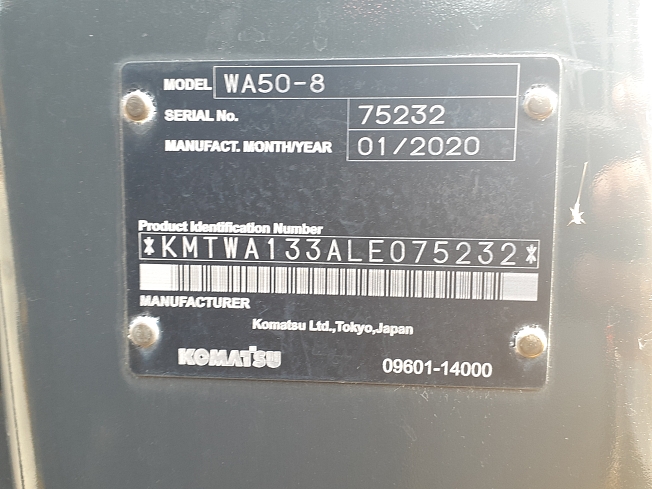 MODEL WA50-8
SERIAL No. 75232
MANUFACT. MONTH/YEAR 01/2020
Product Identification Number
*KMTWA133ALE075232*
MANUFACTURER
Komatsu Ltd.,Tokyo,Japan
KOMATSU 09601-14000